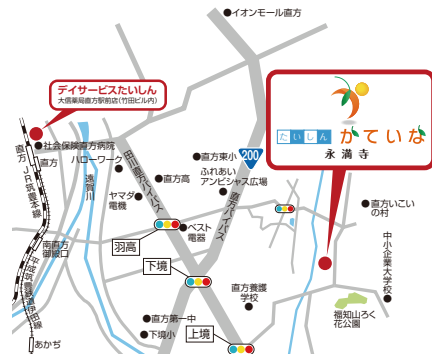 イオンモール直方
デイサービスたいしん
大信薬局直方駅前店(竹田ビル内)
たいしん
かていな
永満寺
社会保険直方病院
直方
直方
JR筑豊本線
ハローワーク
遠賀川
田川直方バイパス
直方高
直方東小
200
ふれあい
アンビシャス広場
直方バイパス
ヤマダ
電機
ベスト
電器
羽高
直方いこい
の村
中小企業大学校
南直方
御殿口
平成筑豊鉄道伊田線
下境
直方養護
学校
福知山ろく
花公園
直方第一中
下境小
上境
あかぢ